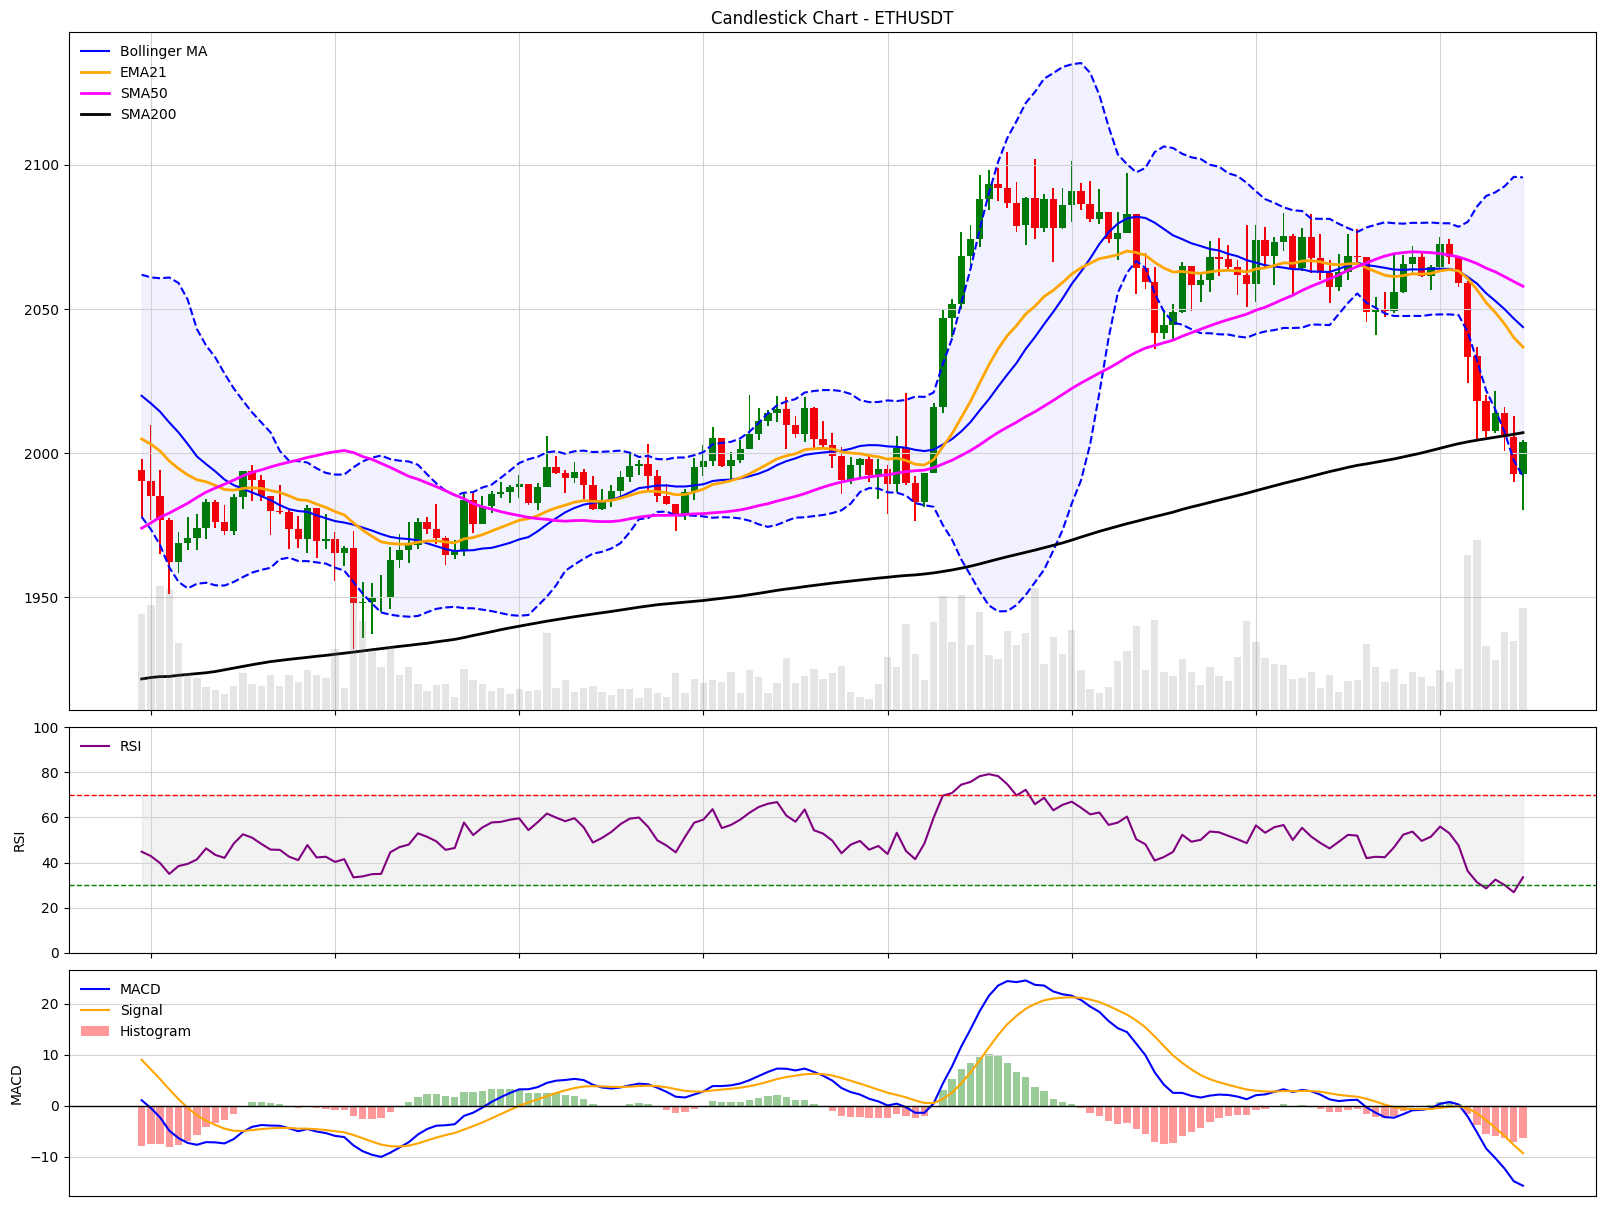 Candlestick Chart - ETHUSDT
Bollinger MA
EMA21
SMA50
SMA200
2100
2050
2000
1950
RSI
100
80
60
40
20
0
RSI
MACD
Signal
Histogram
20
10
0
−10
MACD